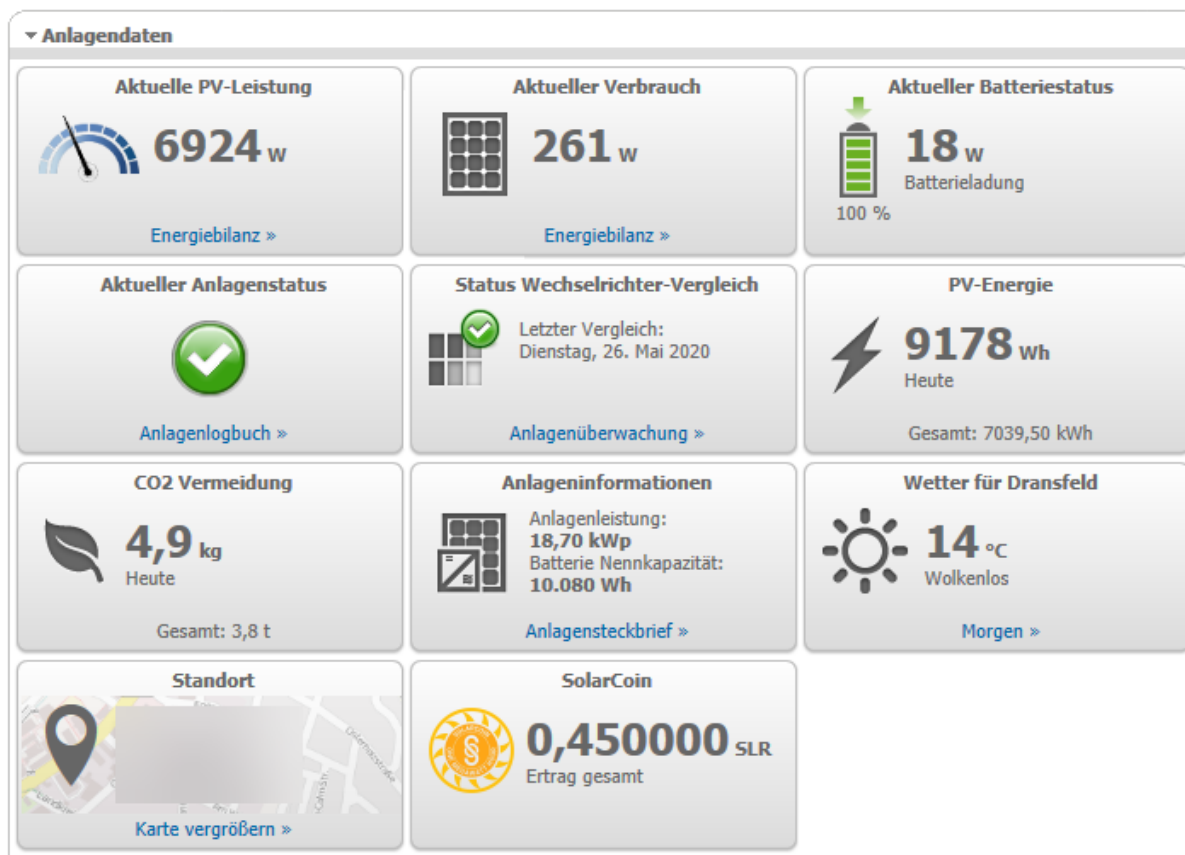 Anlagendaten
Aktuelle PV-Leistung
6924 W
Energiebilanz »
Aktueller Verbrauch
261 W
Energiebilanz »
Aktueller Batteriestatus
18 W
Batterieladung
100 %
Aktueller Anlagenstatus
Anlagenlogbuch »
Status Wechselrichter-Vergleich
Letzter Vergleich:
Dienstag, 26. Mai 2020
Anlagenüberwachung »
PV-Energie
9178 Wh
Heute
Gesamt: 7039,50 kWh
CO2 Vermeidung
4,9 kg
Heute
Gesamt: 3,8 t
Anlageninformationen
Anlagenleistung:
18,70 kWp
Batterie Nennkapazität:
10.080 Wh
Anlagensteckbrief »
Wetter für Dransfeld
14 °C
Wolkenlos
Morgen »
Standort
Karte vergrößern »
SolarCoin
0,450000 SLR
Ertrag gesamt